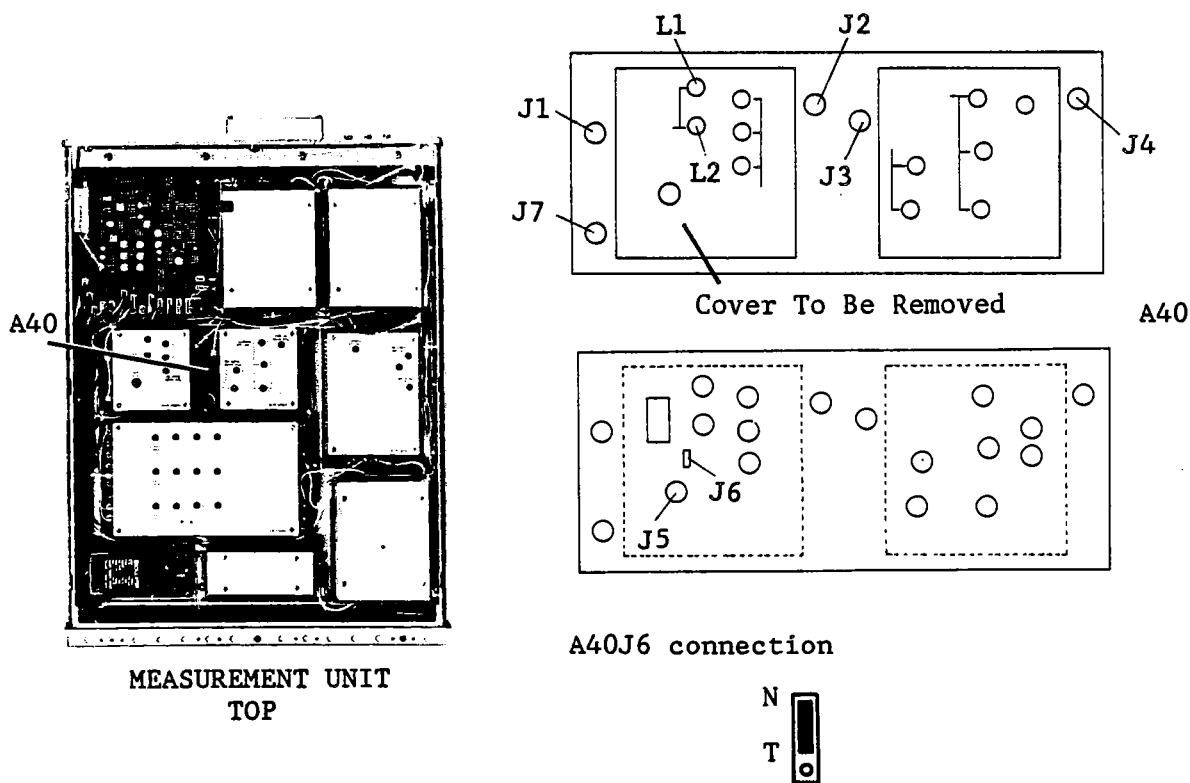 A40
MEASUREMENT UNIT
TOP
L1
J2
J1
J4
L2
J3
J7
Cover To Be Removed
A40
J6
J5
A40J6 connection
N
T